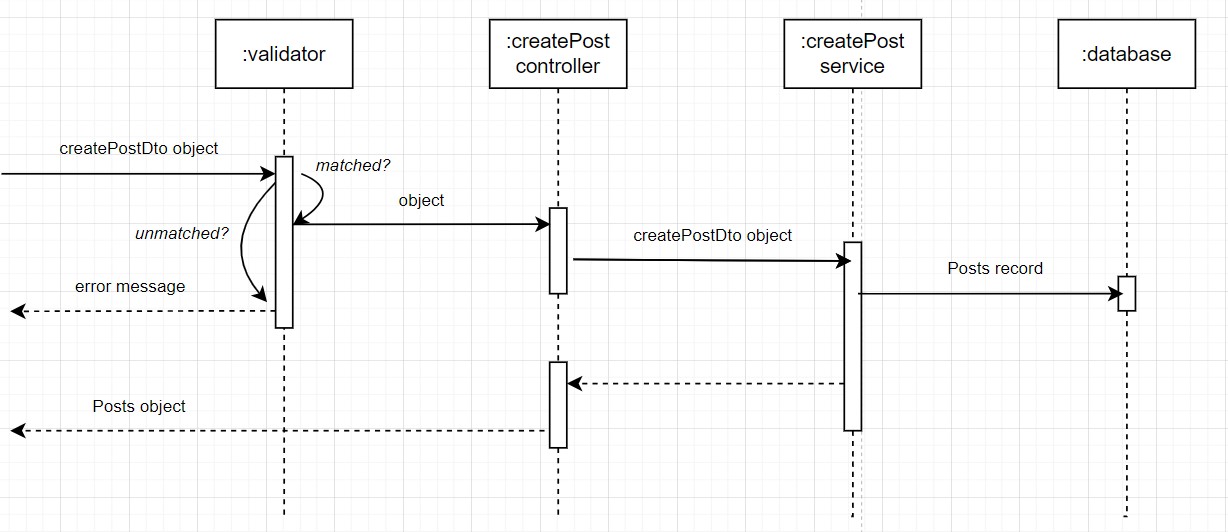 :validator
:createPost
controller
:createPost
service
:database
createPostDto object
matched?
object
unmatched?
createPostDto object
Posts record
error message
Posts object